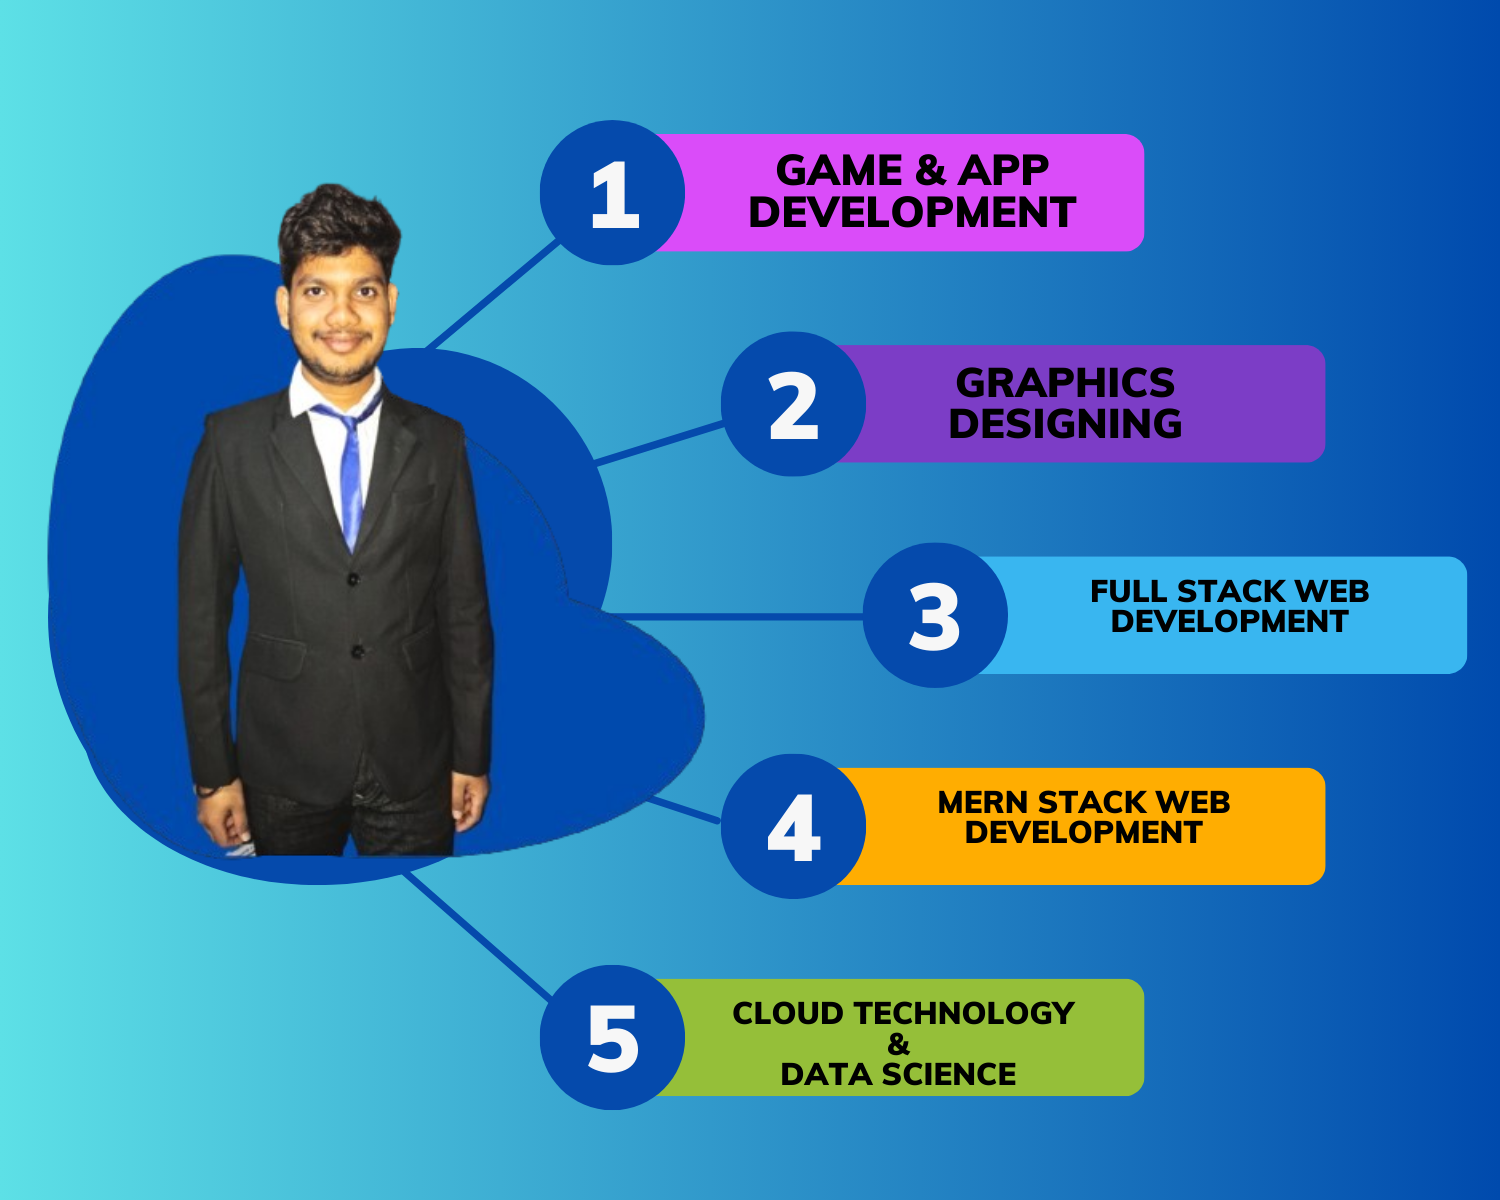 1
GAME & APP
DEVELOPMENT
2
GRAPHICS
DESIGNING
3
FULL STACK WEB
DEVELOPMENT
4
MERN STACK WEB
DEVELOPMENT
5
CLOUD TECHNOLOGY
&
DATA SCIENCE